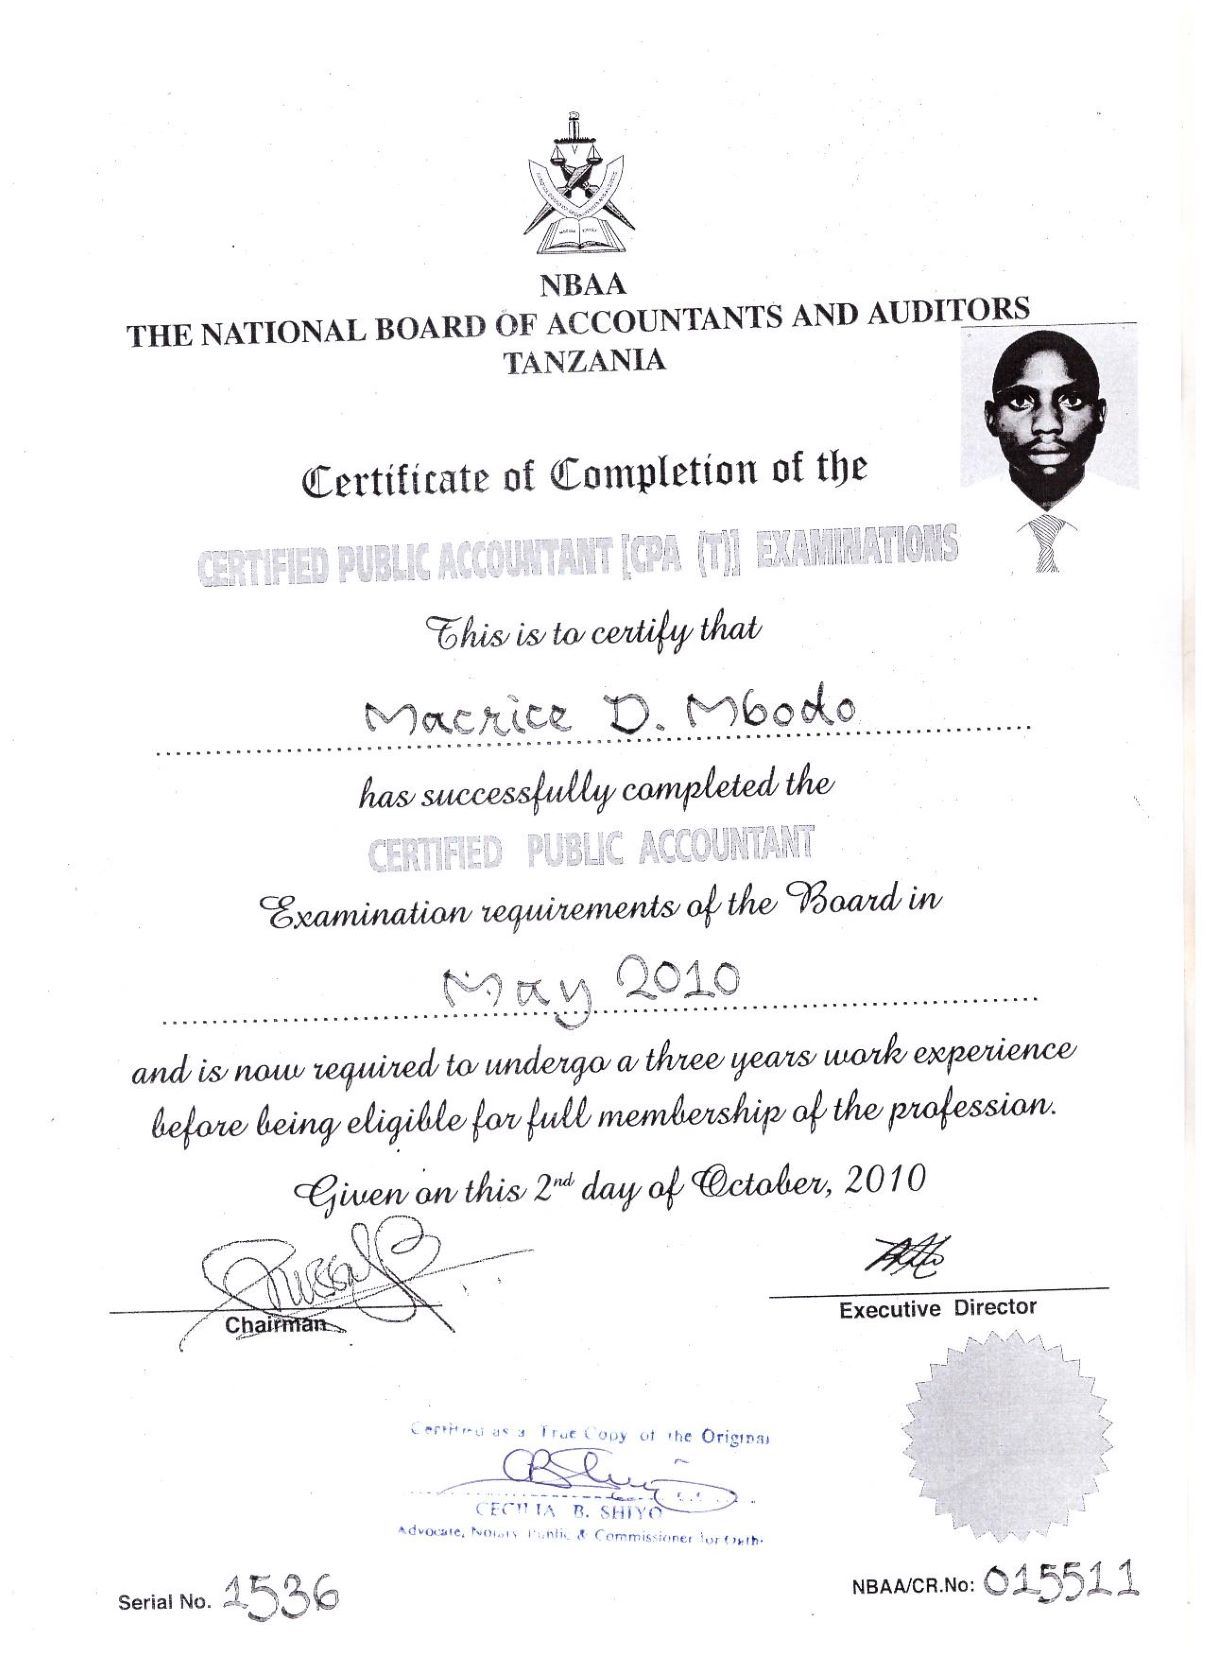 NBAA
THE NATIONAL BOARD OF ACCOUNTANTS AND AUDITORS
TANZANIA
Certificate of Completion of the
CERTIFIED PUBLIC ACCOUNTANT [CPA (T)] EXAMINATIONS
This is to certify that
Macrice D. Mbodo
has successfully completed the
CERTIFIED PUBLIC ACCOUNTANT
Examination requirements of the Board in
May 2010
and is now required to undergo a three years work experience
before being eligible for full membership of the profession.
Given on this 2nd day of October, 2010
Chairman
Executive Director
Certified as a True Copy of the Original
CECILIA B. SHIYO
Advocate, Notary Public & Commissioner for Oath
Serial No. 1536
NBAA/CR.No: 015511